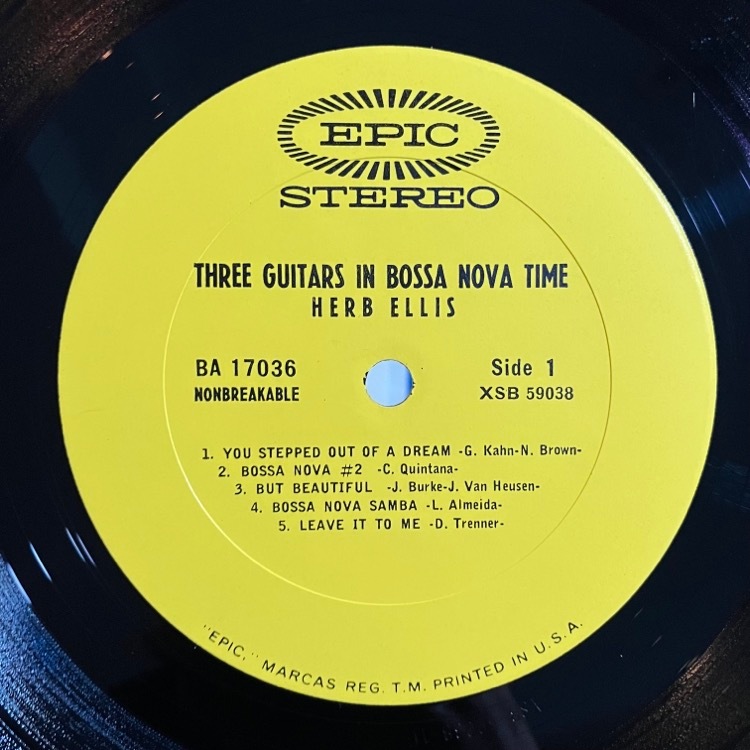 EPIC
STEREO
THREE GUITARS IN BOSSA NOVA TIME
HERB ELLIS
BA 17036
NONBREAKABLE
Side 1
XSB 59038
1. YOU STEPPED OUT OF A DREAM -G. Kahn-N. Brown-
2. BOSSA NOVA #2 -C. Quintana-
3. BUT BEAUTIFUL -J. Burke-J. Van Heusen-
4. BOSSA NOVA SAMBA -L. Almeida-
5. LEAVE IT TO ME -D. Trenner-
"EPIC," MARCAS REG. T.M. PRINTED IN U.S.A.